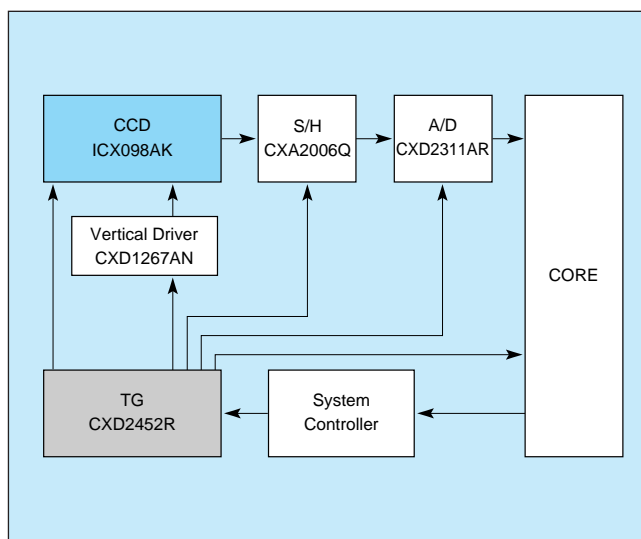 CCD
ICX098AK
S/H
CXA2006Q
A/D
CXD2311AR
Vertical Driver
CXD1267AN
CORE
TG
CXD2452R
System
Controller